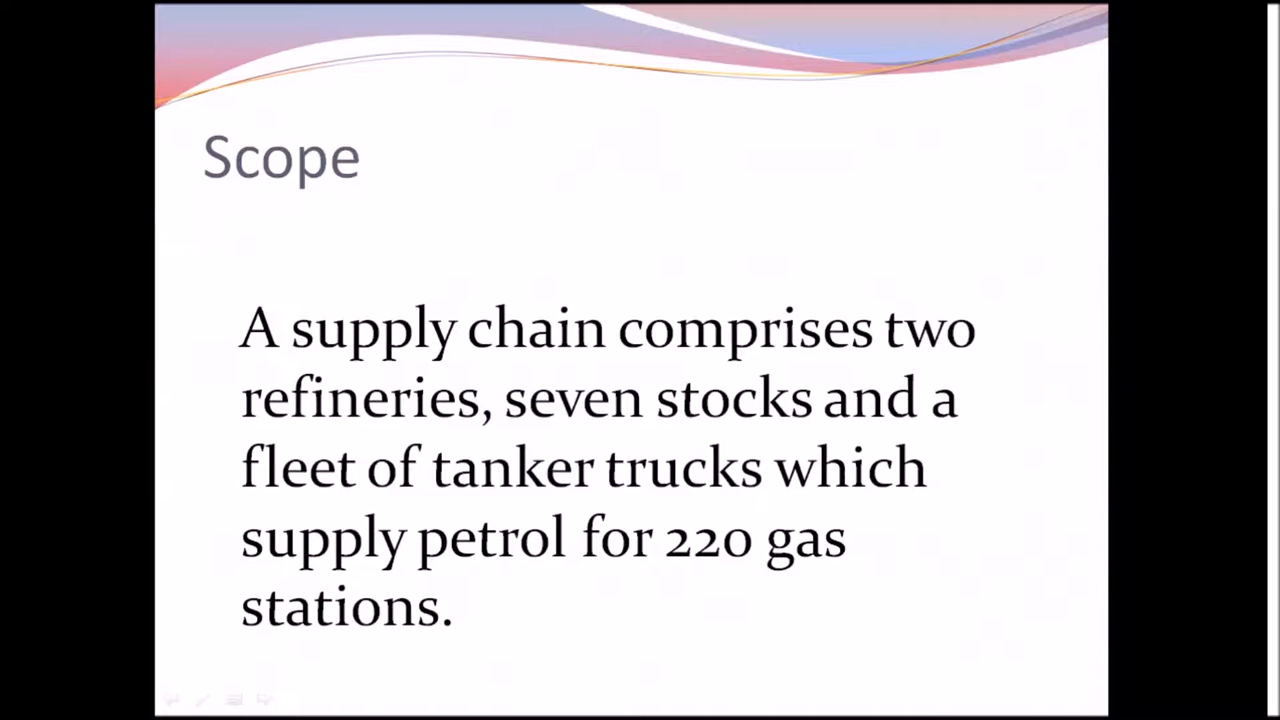 Scope
A supply chain comprises two
refineries, seven stocks and a
fleet of tanker trucks which
supply petrol for 220 gas
stations.